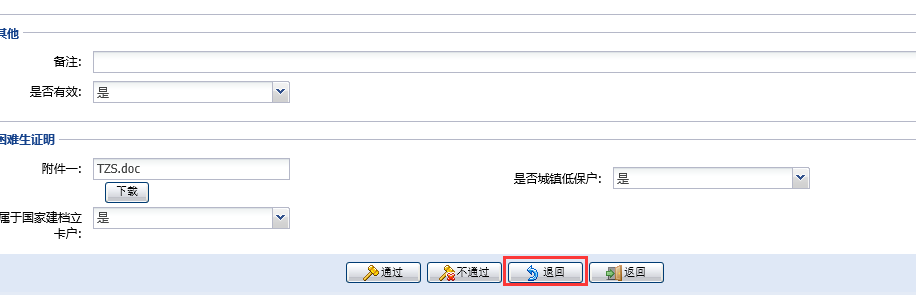 其他
备注:
是否有效: 是
困难生证明
附件一: TZS.doc
下载
是否城镇低保户: 是
属于国家建档立
卡户: 是
通过 不通过 退回 返回